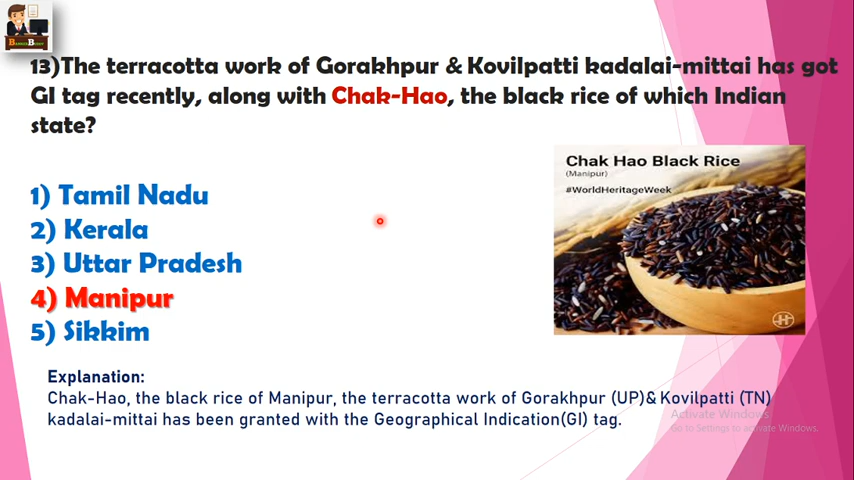 13)The terracotta work of Gorakhpur & Kovilpatti kadalai-mittai has got
GI tag recently, along with Chak-Hao, the black rice of which Indian
state?
1) Tamil Nadu
2) Kerala
3) Uttar Pradesh
4) Manipur
5) Sikkim
Chak Hao Black Rice
(Manipur)
#WorldHeritageWeek
Explanation:
Chak-Hao, the black rice of Manipur, the terracotta work of Gorakhpur (UP)& Kovilpatti (TN)
kadalai-mittai has been granted with the Geographical Indication(GI) tag.
Activate Windows
Go to Settings to activate Windows.